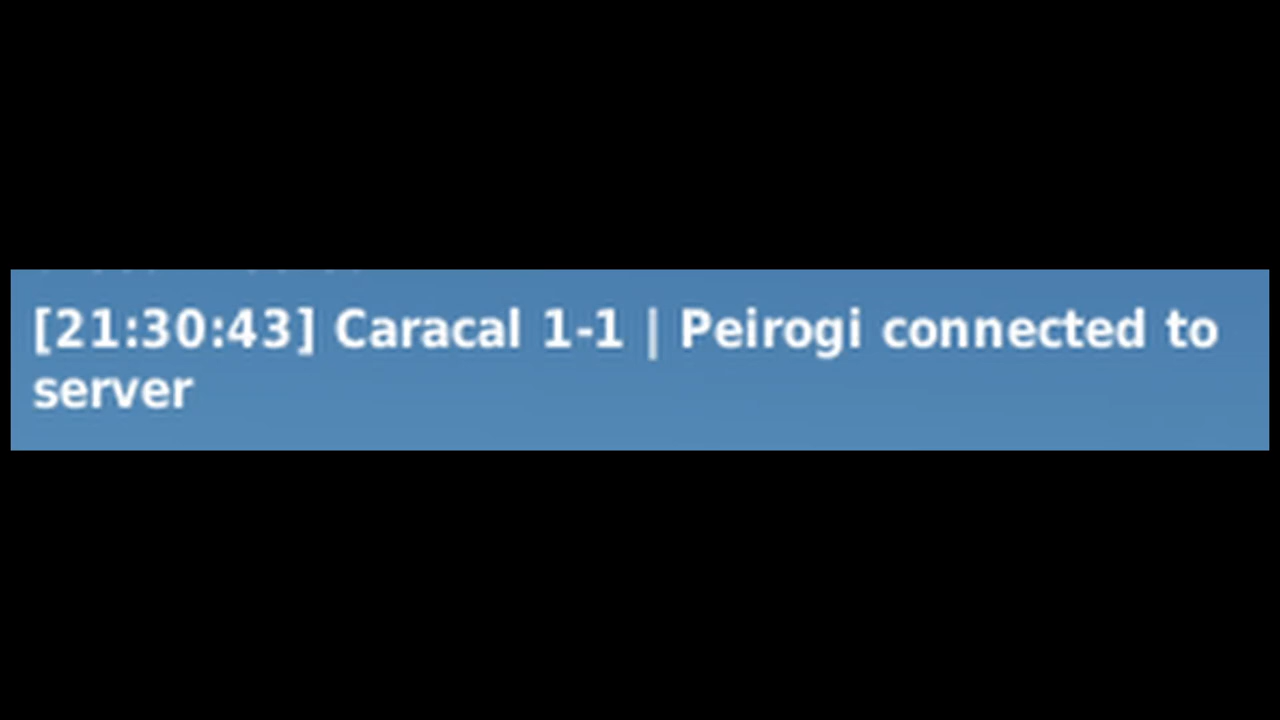 [21:30:43] Caracal 1-1 | Peirogi connected to
server